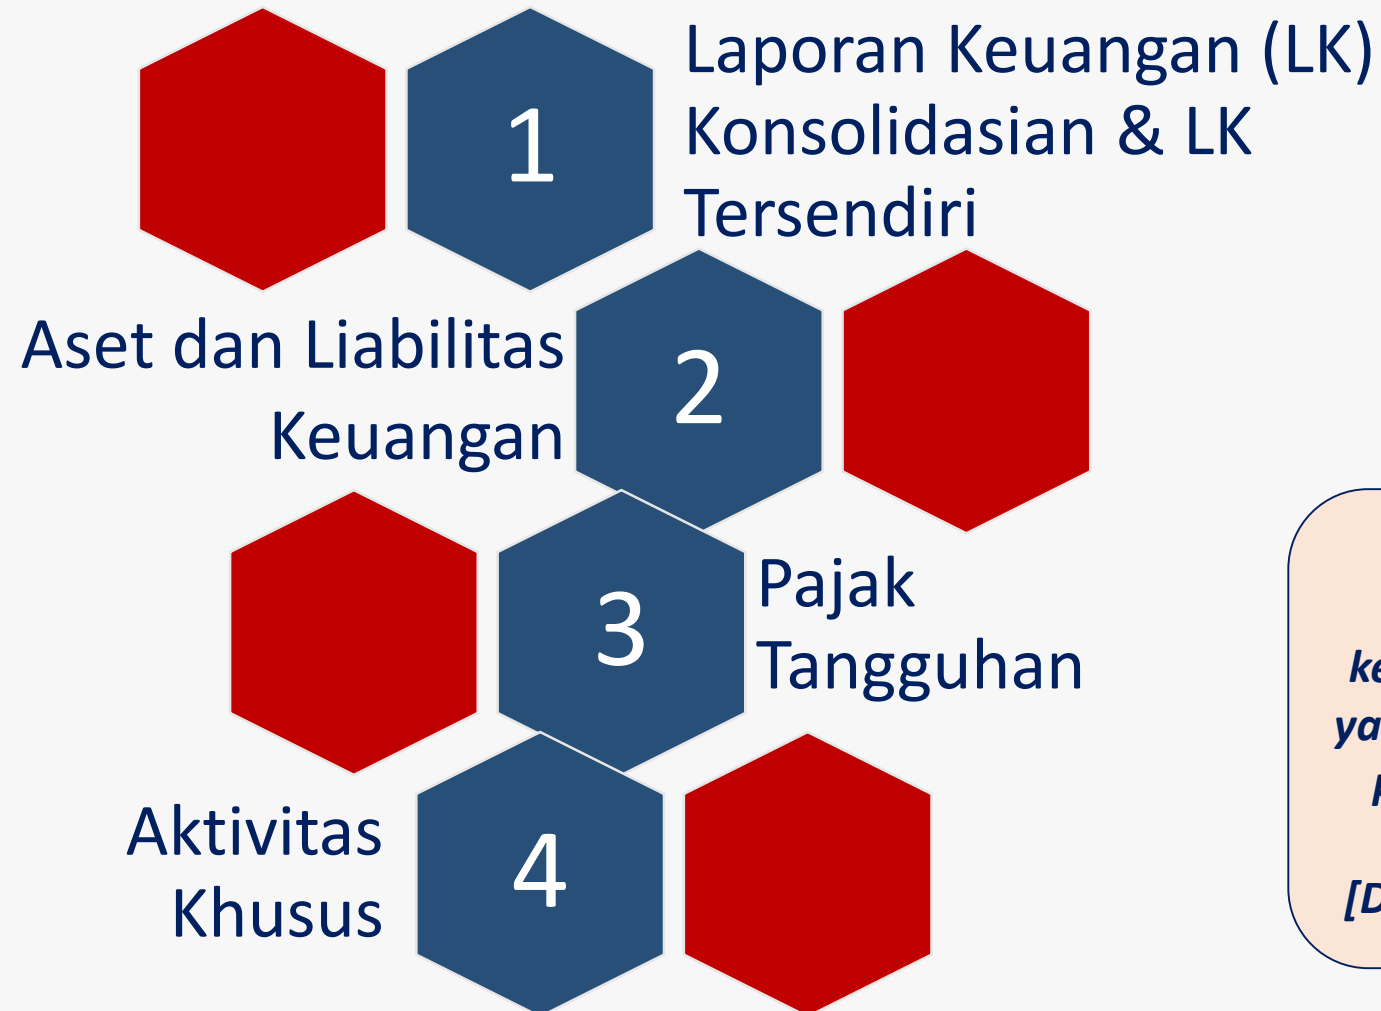 1
Laporan Keuangan (LK)
Konsolidasian & LK
Tersendiri
Aset dan Liabilitas
Keuangan
2
3
Pajak
Tangguhan
Aktivitas
Khusus
4